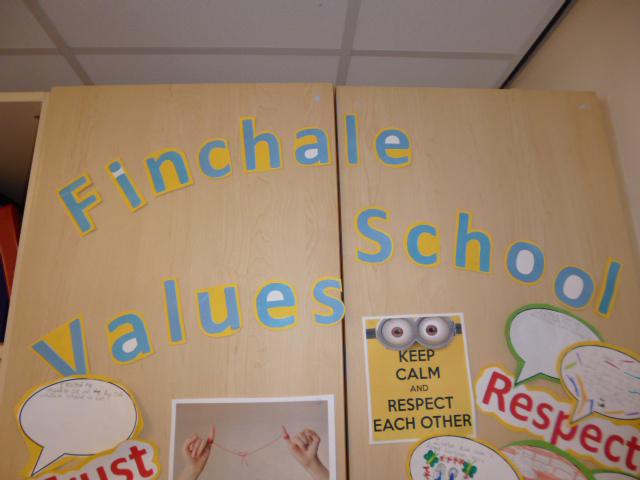 Finchale
School
Values
KEEP
CALM
AND
RESPECT
EACH OTHER
Respect
Trust